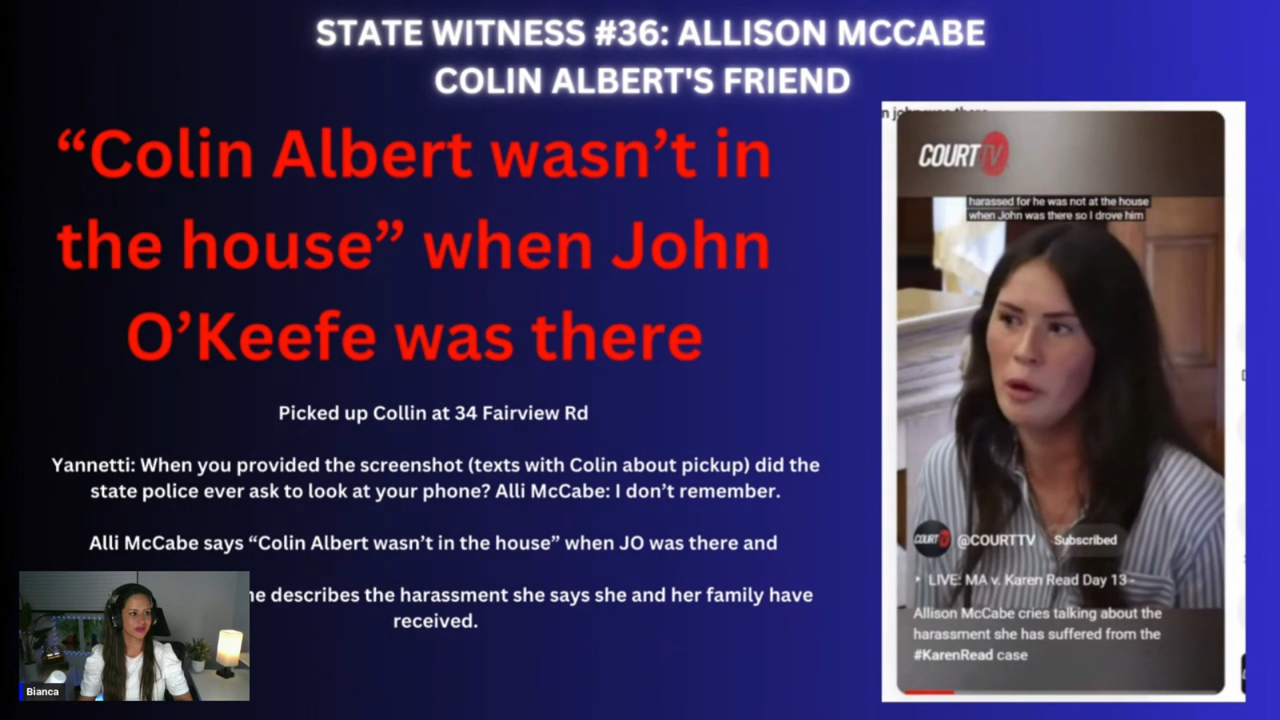 STATE WITNESS #36: ALLISON MCCABE
COLIN ALBERT'S FRIEND
“Colin Albert wasn’t in
the house” when John
O’Keefe was there
Picked up Collin at 34 Fairview Rd
Yannetti: When you provided the screenshot (texts with Colin about pickup) did the
state police ever ask to look at your phone? Alli McCabe: I don’t remember.
Alli McCabe says “Colin Albert wasn’t in the house” when JO was there and
describes the harassment she says she and her family have
received.
Bianca
COURT TV
harassed for he was not at the house
when John was there so I drove him
COURT TV
@COURTTV Subscribed
• LIVE: MA v. Karen Read Day 13 -
Allison McCabe cries talking about the
harassment she has suffered from the
#KarenRead case